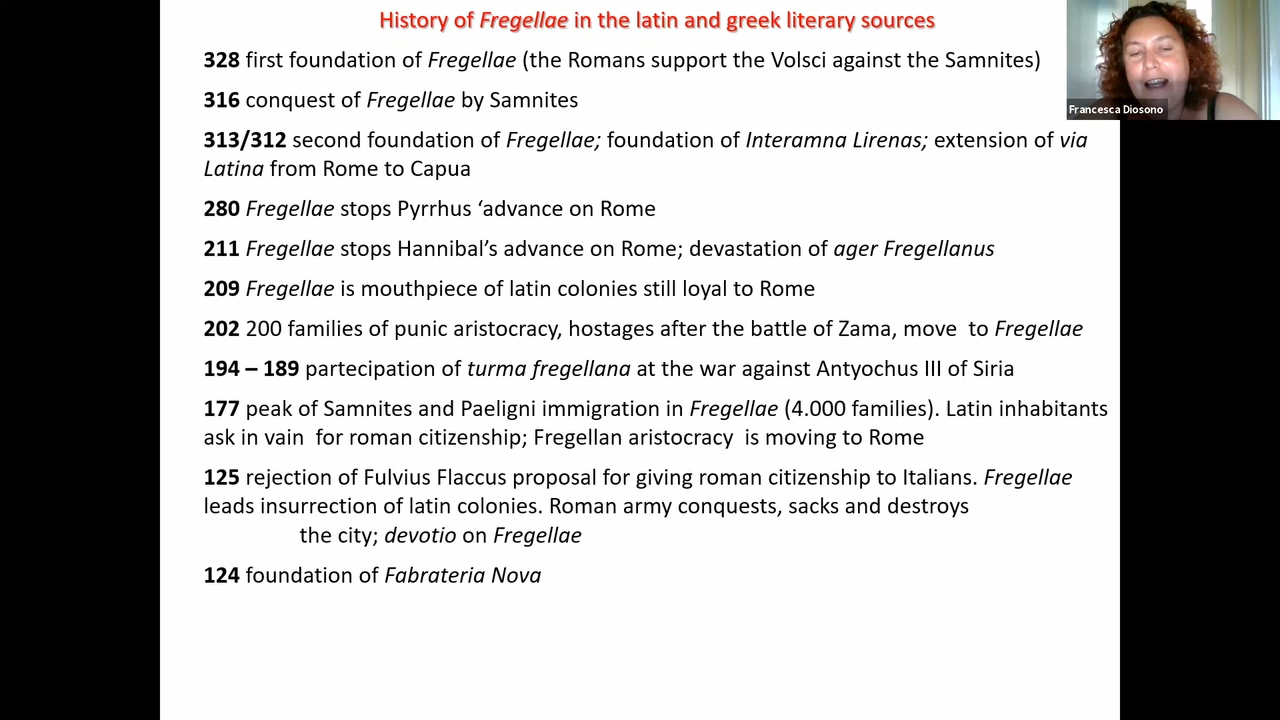 History of Fregellae in the latin and greek literary sources
328 first foundation of Fregellae (the Romans support the Volsci against the Samnites)
Francesca Diosono
316 conquest of Fregellae by Samnites
313/312 second foundation of Fregellae; foundation of Interamna Lirenas; extension of via
Latina from Rome to Capua
280 Fregellae stops Pyrrhus ‘advance on Rome
211 Fregellae stops Hannibal’s advance on Rome; devastation of ager Fregellanus
209 Fregellae is mouthpiece of latin colonies still loyal to Rome
202 200 families of punic aristocracy, hostages after the battle of Zama, move  to Fregellae
194 – 189 partecipation of turma fregellana at the war against Antyochus III of Siria
177 peak of Samnites and Paeligni immigration in Fregellae (4.000 families). Latin inhabitants
ask in vain  for roman citizenship; Fregellan aristocracy  is moving to Rome
125 rejection of Fulvius Flaccus proposal for giving roman citizenship to Italians. Fregellae
leads insurrection of latin colonies. Roman army conquests, sacks and destroys
the city; devotio on Fregellae
124 foundation of Fabrateria Nova